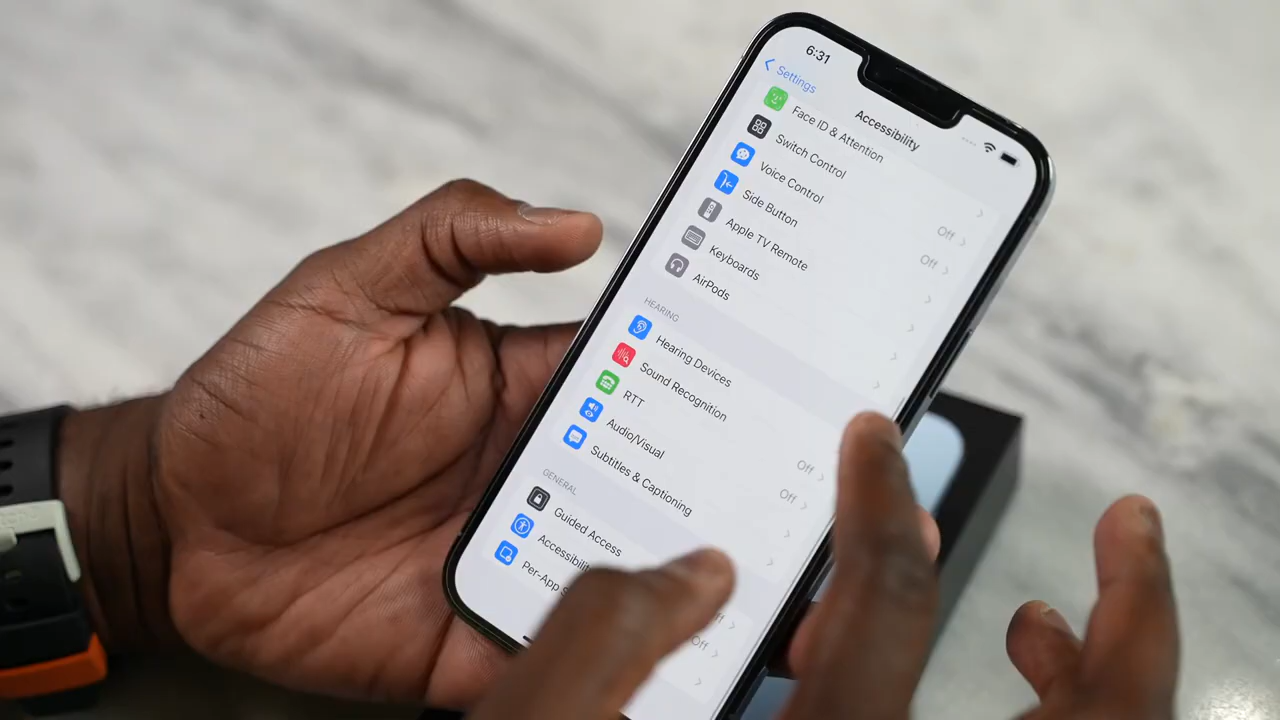 6:31
Settings
Accessibility
Face ID & Attention
Switch Control Off
Voice Control Off
Side Button
Apple TV Remote
Keyboards
AirPods
HEARING
Hearing Devices
Sound Recognition Off
RTT Off
Audio/Visual
Subtitles & Captioning
GENERAL
Guided Access
Off